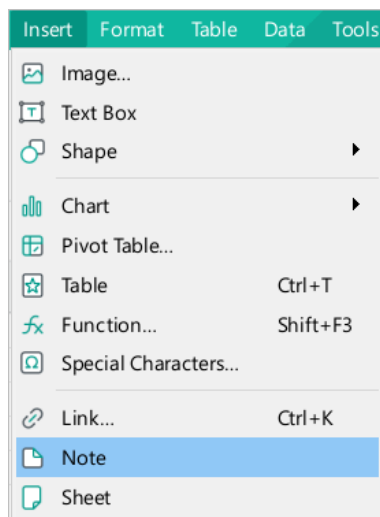 Insert Format Table Data Tools
Image...
Text Box
Shape
Chart
Pivot Table...
Table Ctrl+T
Function... Shift+F3
Special Characters...
Link... Ctrl+K
Note
Sheet